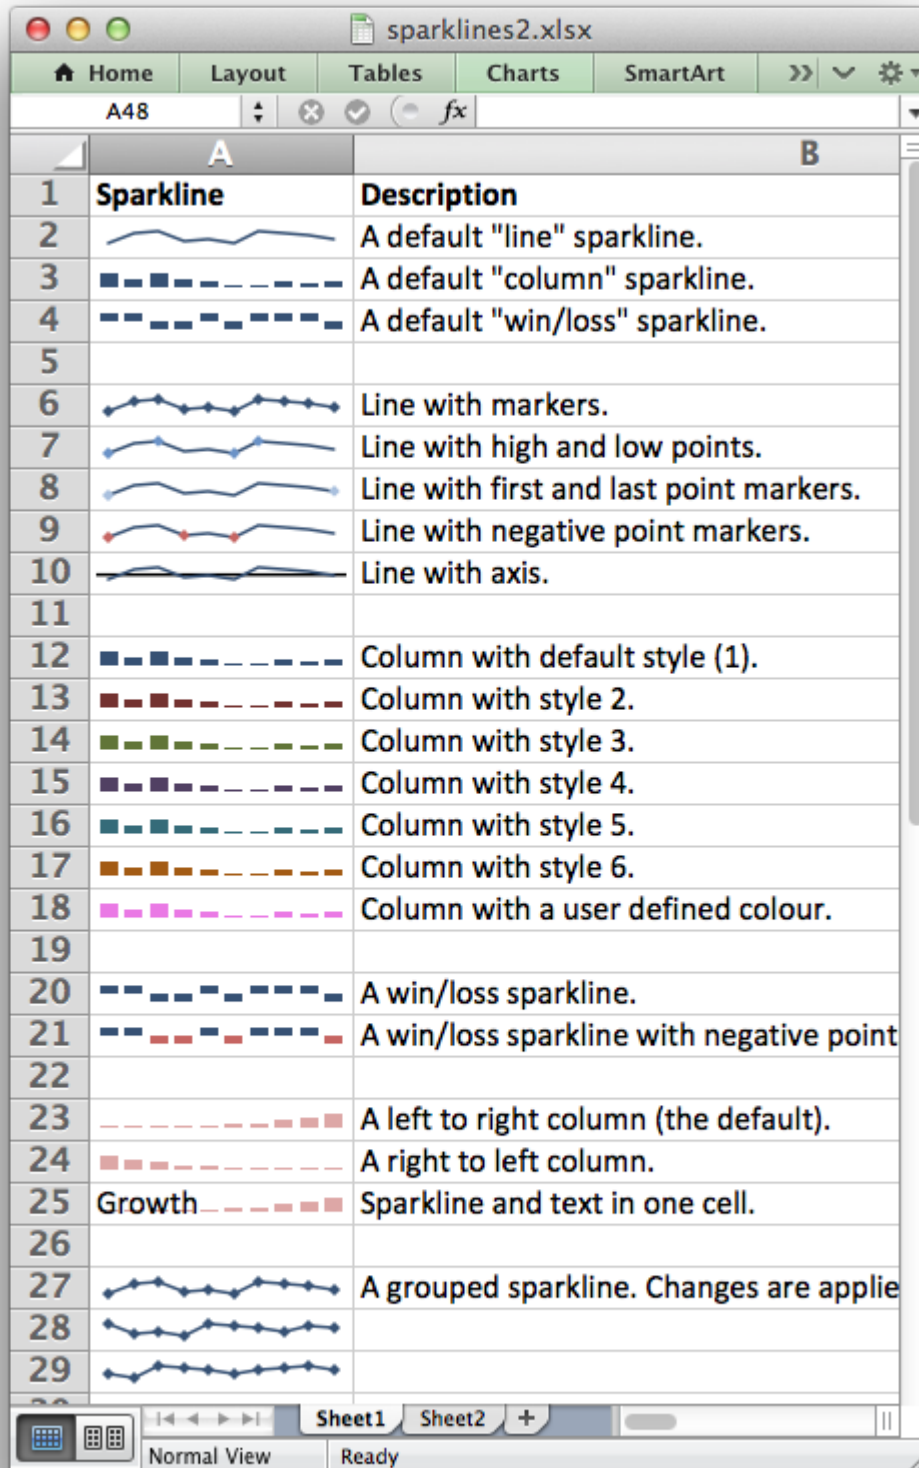 sparklines2.xlsx
Home Layout Tables Charts SmartArt
A48 fx
A B
1 Sparkline Description
2 A default "line" sparkline.
3 A default "column" sparkline.
4 A default "win/loss" sparkline.
5
6 Line with markers.
7 Line with high and low points.
8 Line with first and last point markers.
9 Line with negative point markers.
10 Line with axis.
11
12 Column with default style (1).
13 Column with style 2.
14 Column with style 3.
15 Column with style 4.
16 Column with style 5.
17 Column with style 6.
18 Column with a user defined colour.
19
20 A win/loss sparkline.
21 A win/loss sparkline with negative point
22
23 A left to right column (the default).
24 A right to left column.
25 Growth Sparkline and text in one cell.
26
27 A grouped sparkline. Changes are applie
28
29
Sheet1 Sheet2 +
Normal View Ready